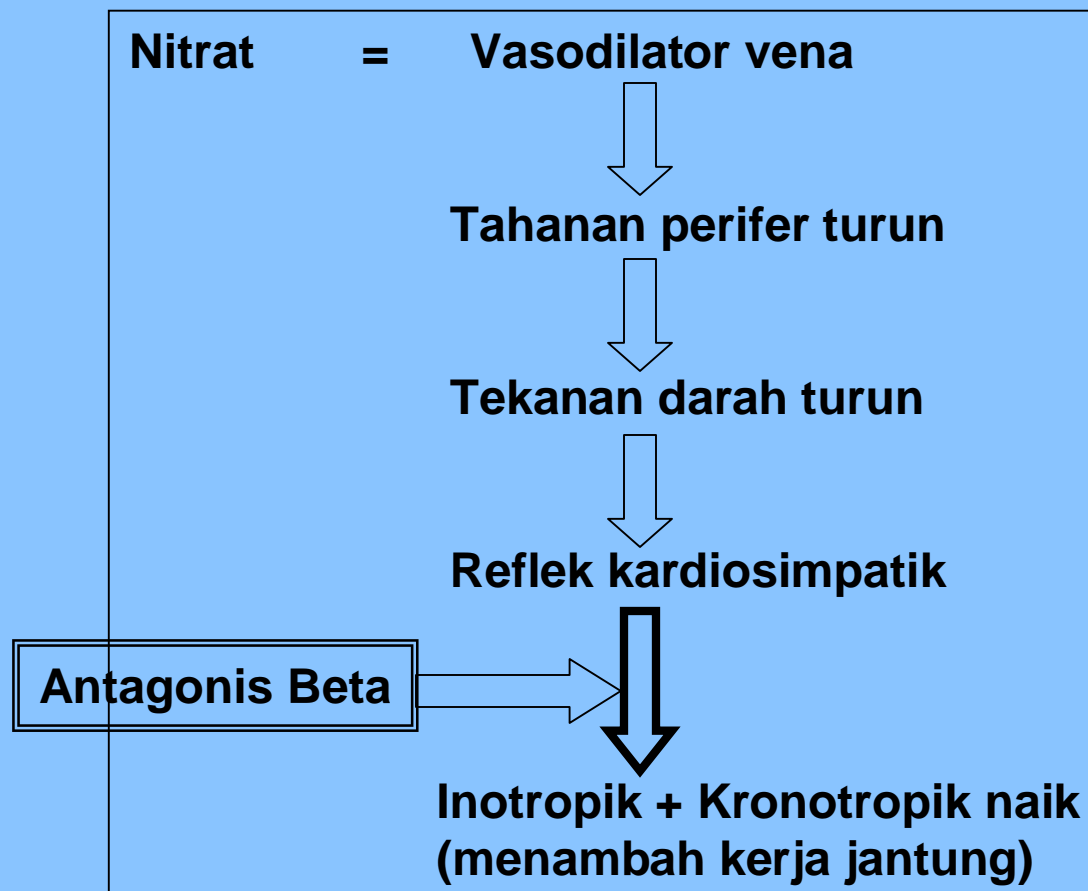 Nitrat = Vasodilator vena
Tahanan perifer turun
Tekanan darah turun
Reflek kardiosimpatik
Antagonis Beta
Inotropik + Kronotropik naik
(menambah kerja jantung)